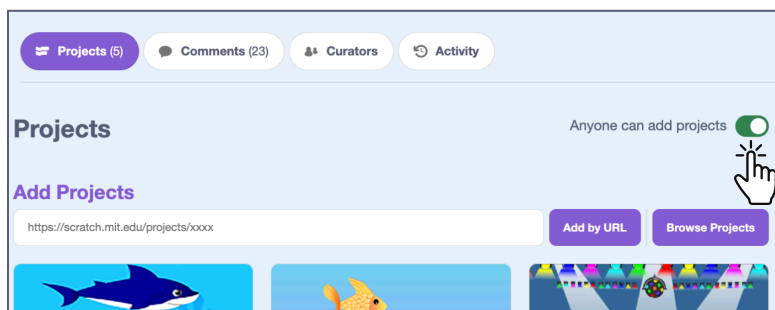 Projects (5)
Comments (23)
Curators
Activity
Projects
Anyone can add projects
Add Projects
https://scratch.mit.edu/projects/xxxx
Add by URL
Browse Projects